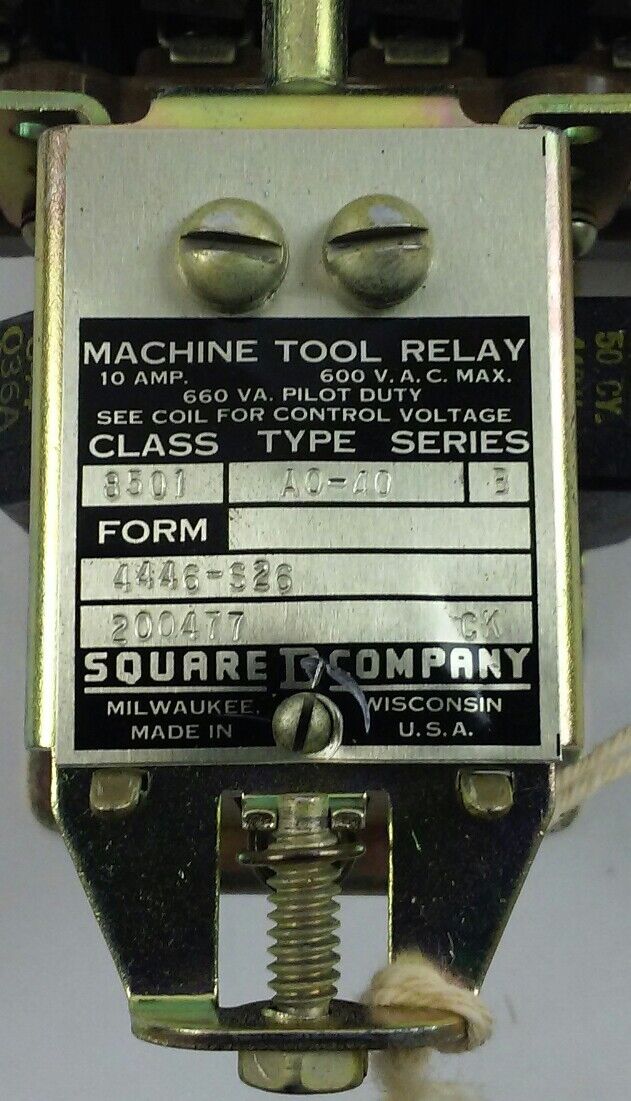 MACHINE TOOL RELAY
10 AMP. 600 V. A. C. MAX.
660 VA. PILOT DUTY
SEE COIL FOR CONTROL VOLTAGE
CLASS TYPE SERIES
8501 AO-40 B
FORM
4446-S26
200477 CK
SQUARE D COMPANY
MILWAUKEE, WISCONSIN
MADE IN U.S.A.
50 CY.